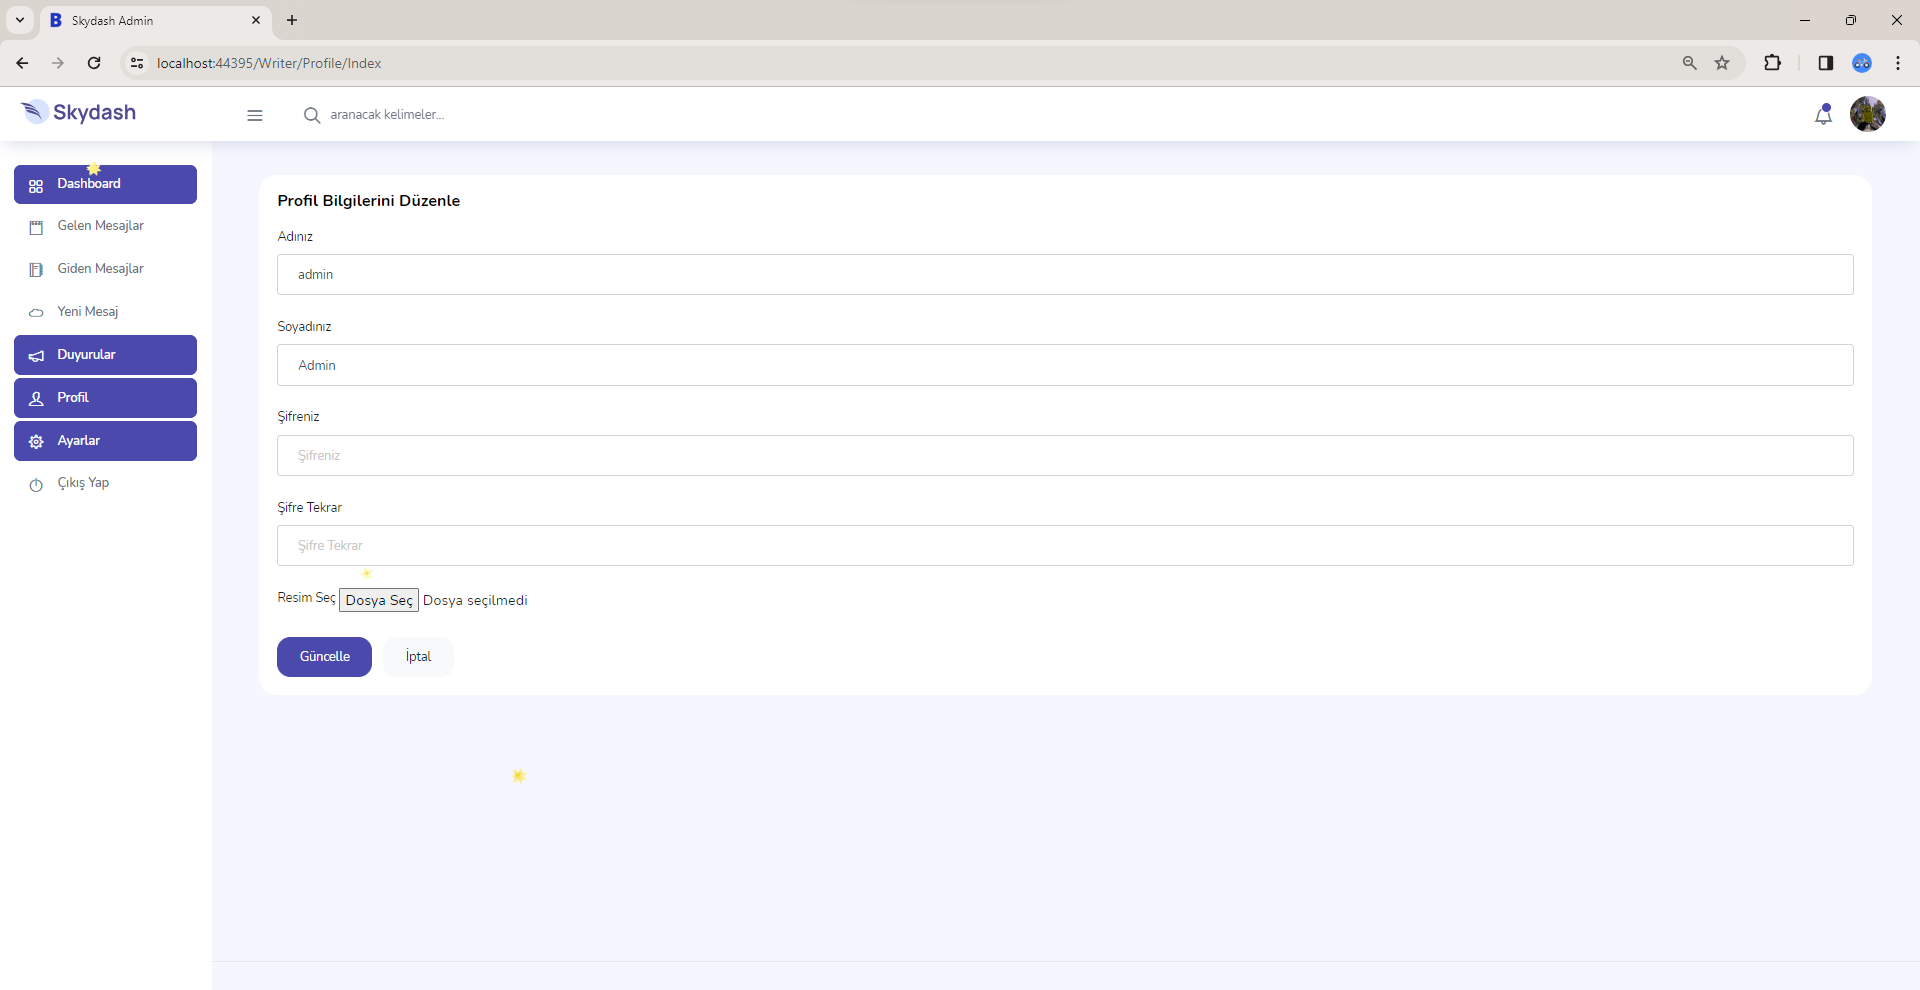 Skydash Admin
localhost:44395/Writer/Profile/Index
Skydash
aranacak kelimeler...
Dashboard
Gelen Mesajlar
Giden Mesajlar
Yeni Mesaj
Duyurular
Profil
Ayarlar
Çıkış Yap
Profil Bilgilerini Düzenle
Adınız
admin
Soyadınız
Admin
Şifreniz
Şifreniz
Şifre Tekrar
Şifre Tekrar
Resim Seç Dosya Seç Dosya seçilmedi
Güncelle İptal